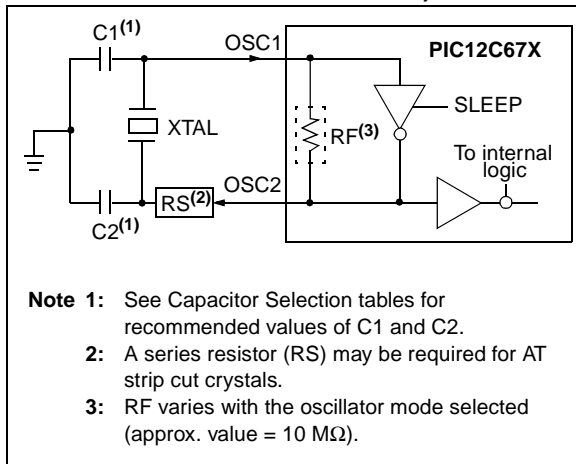 C1(1)
OSC1
PIC12C67X
SLEEP
XTAL
RF(3)
To internal
logic
OSC2
RS(2)
C2(1)
Note 1: See Capacitor Selection tables for
recommended values of C1 and C2.
2: A series resistor (RS) may be required for AT
strip cut crystals.
3: RF varies with the oscillator mode selected
(approx. value = 10 MΩ).